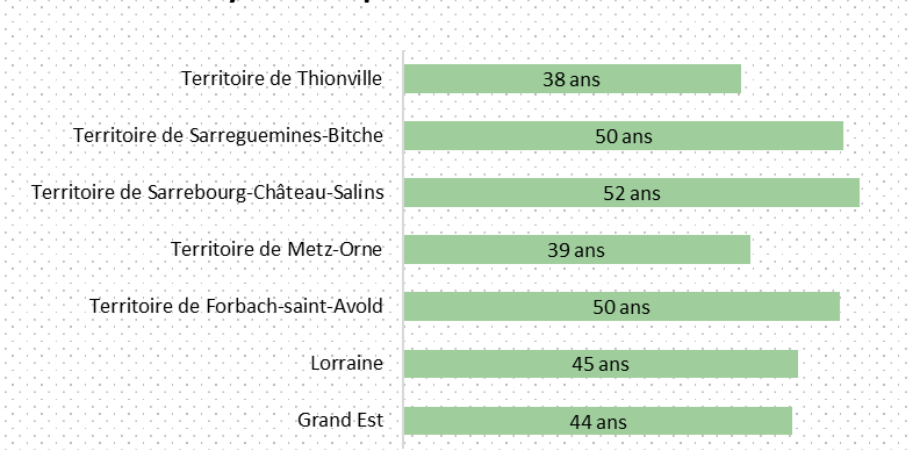 Territoire de Thionville 38 ans
Territoire de Sarreguemines-Bitche 50 ans
Territoire de Sarrebourg-Château-Salins 52 ans
Territoire de Metz-Orne 39 ans
Territoire de Forbach-saint-Avold 50 ans
Lorraine 45 ans
Grand Est 44 ans